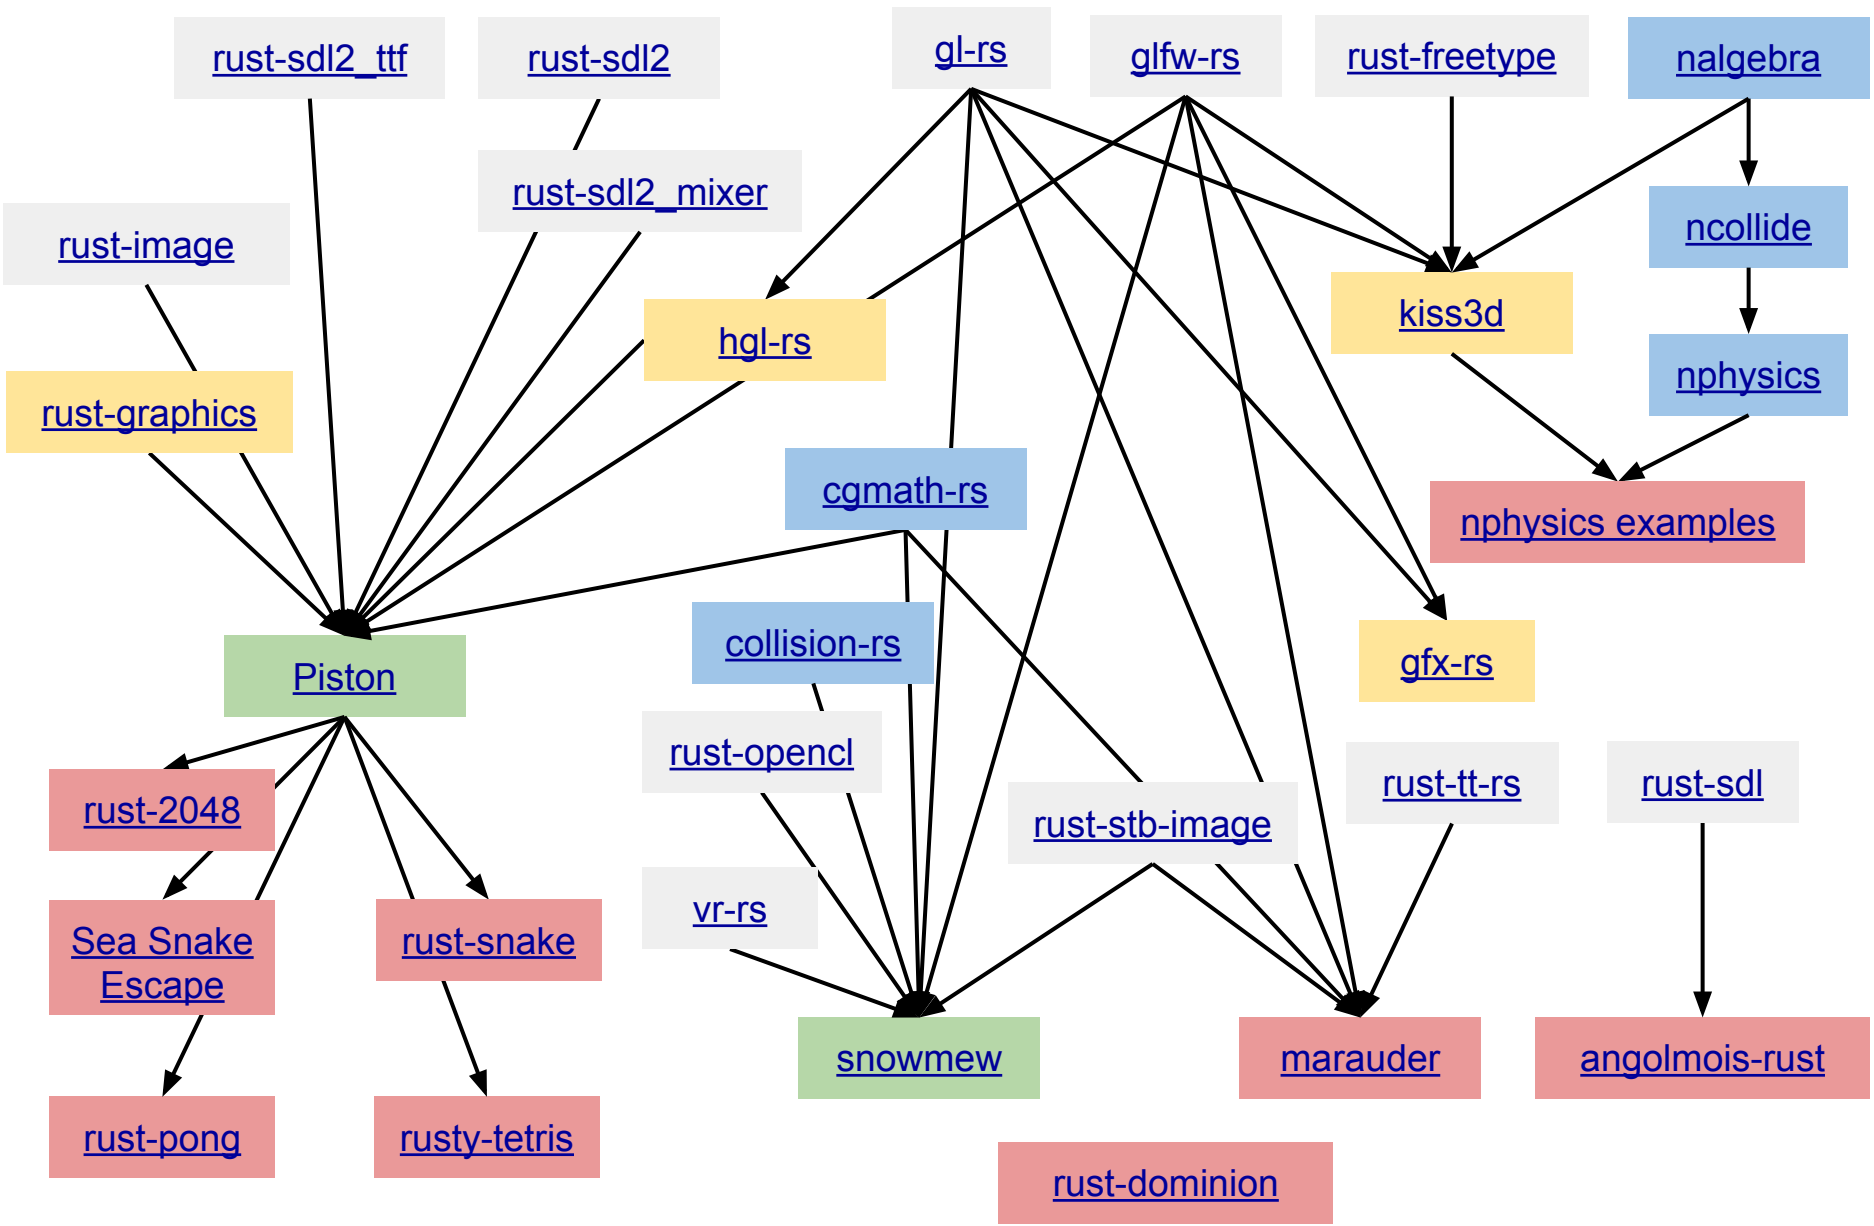 rust-sdl2_ttf
rust-sdl2
gl-rs
glfw-rs
rust-freetype
nalgebra
rust-sdl2_mixer
rust-image
ncollide
hgl-rs
kiss3d
nphysics
rust-graphics
cgmath-rs
nphysics examples
collision-rs
Piston
gfx-rs
rust-opencl
rust-2048
rust-stb-image
rust-tt-rs
rust-sdl
vr-rs
Sea Snake
Escape
rust-snake
snowmew
marauder
angolmois-rust
rust-pong
rusty-tetris
rust-dominion